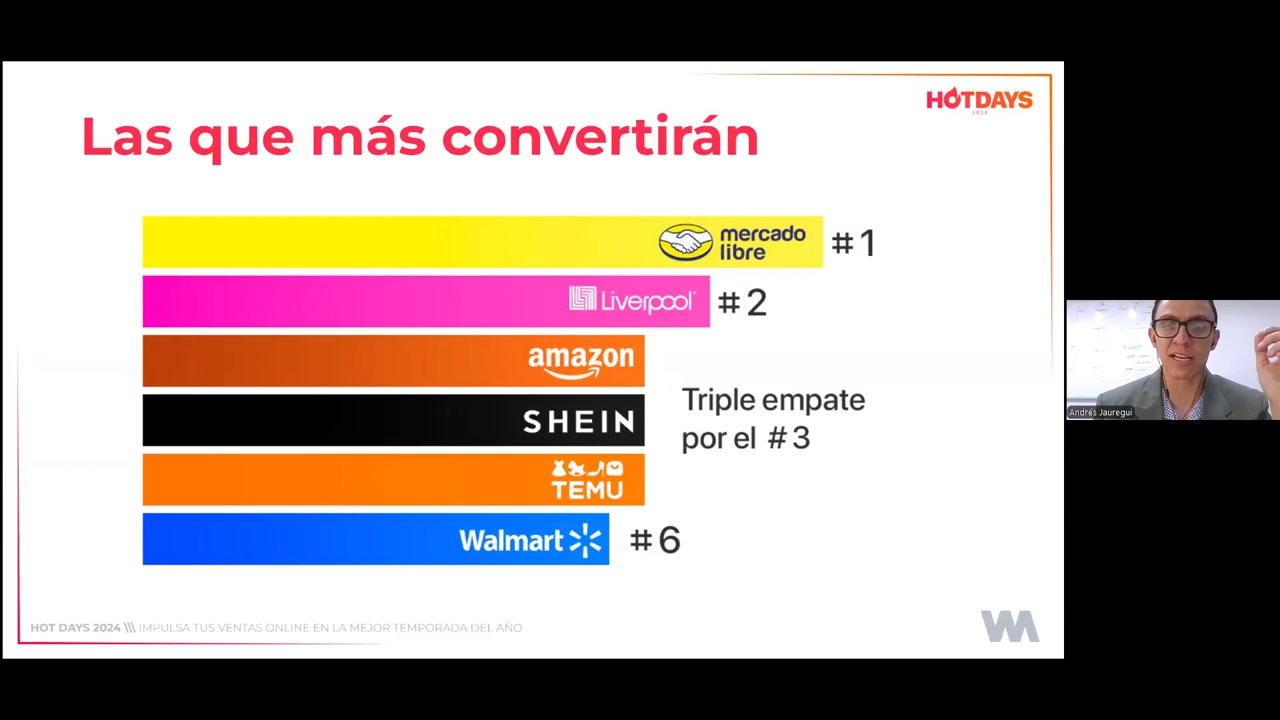 HOTDAYS
2024
Las que más convertirán
mercado
libre
#1
Liverpool
#2
amazon
SHEIN
Triple empate
por el #3
TEMU
Walmart
#6
Andrés Jauregui
HOT DAYS 2024 \\\ IMPULSA TUS VENTAS ONLINE EN LA MEJOR TEMPORADA DEL AÑO